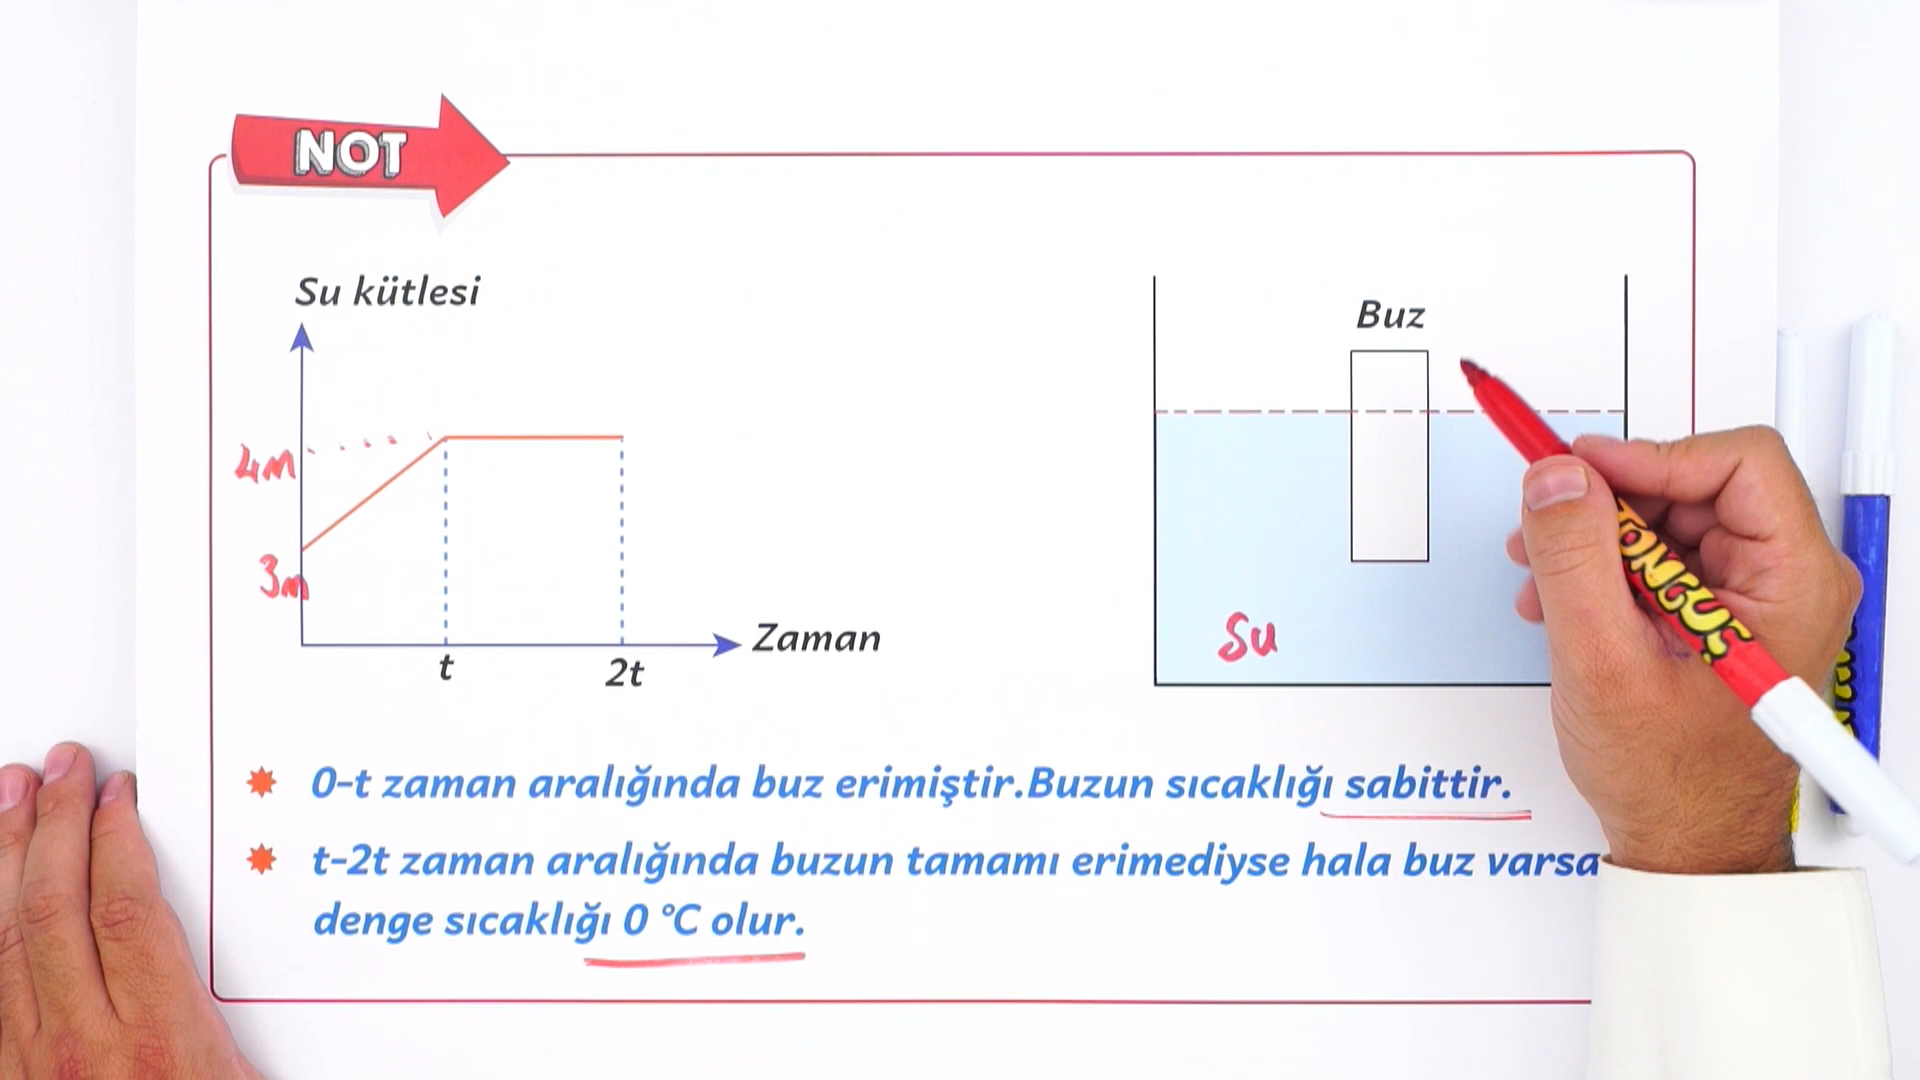 NOT
Su kütlesi
4m
3m
t
2t
Zaman
Buz
Su
0-t zaman aralığında buz erimiştir.Buzun sıcaklığı sabittir.
t-2t zaman aralığında buzun tamamı erimediyse hala buz varsa
denge sıcaklığı 0 °C olur.
TONGUÇ